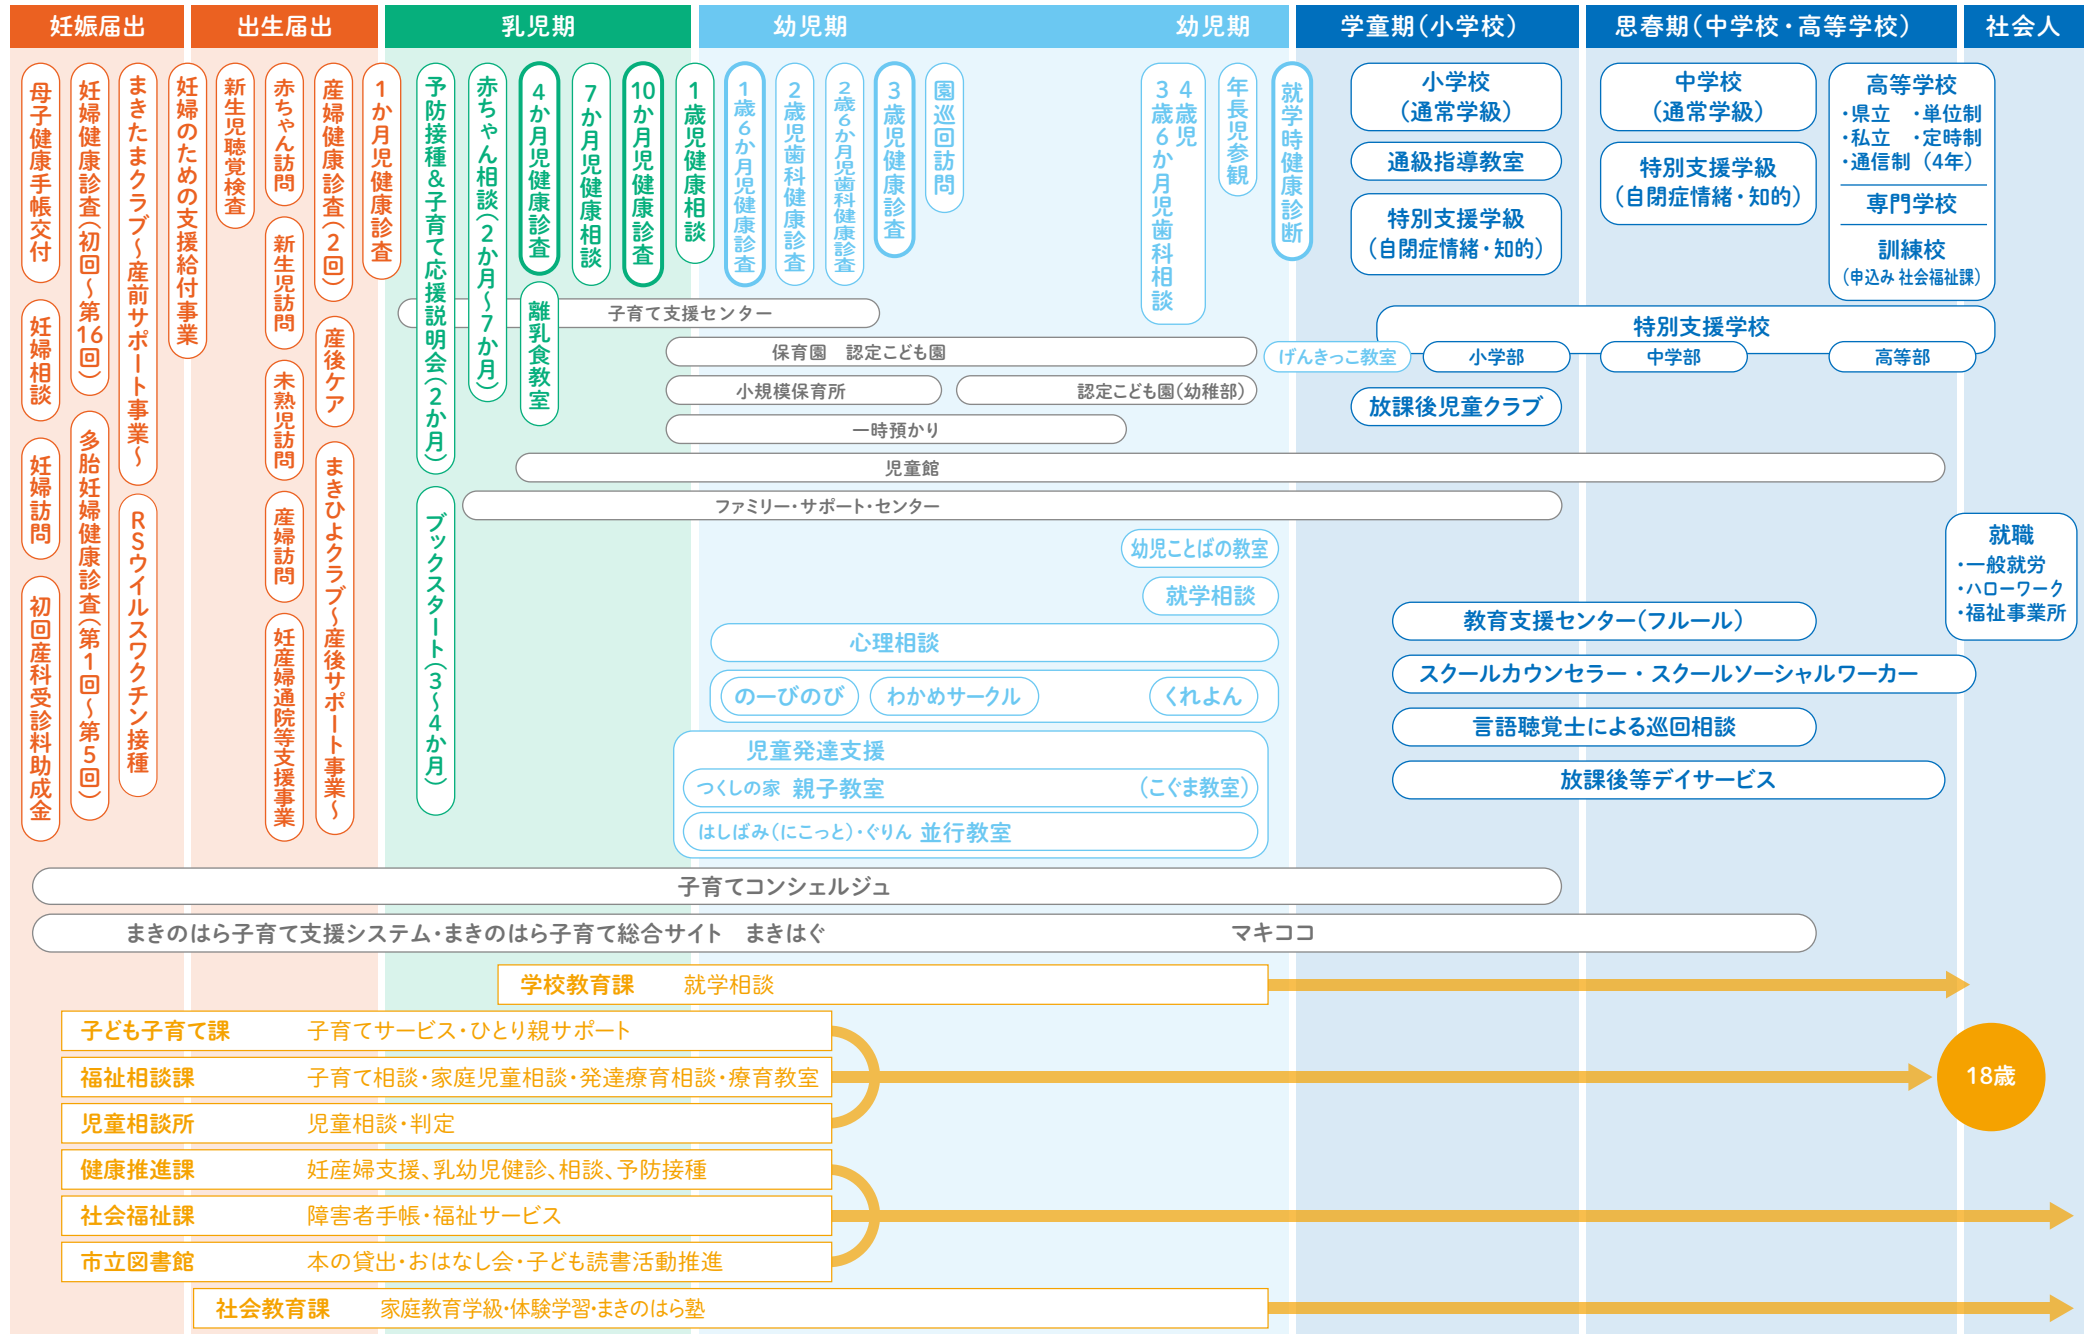 妊娠届出
出生届出
乳児期
幼児期
幼児期
学童期(小学校)
思春期(中学校・高等学校)
社会人
母子健康手帳交付
妊婦相談
妊婦訪問
初回産科受診料助成金
妊婦健康診査(初回〜第16回)
多胎妊婦健康診査(第1回〜第5回)
まきたまクラブ〜産前サポート事業〜
RSウイルスワクチン接種
妊婦のための支援給付事業
新生児聴覚検査
赤ちゃん訪問
新生児訪問
未熟児訪問
産婦訪問
妊産婦通院等支援事業
産婦健康診査(2回)
産後ケア
まきひよクラブ〜産後サポート事業〜
1か月児健康診査
予防接種&子育て応援説明会(2か月)
ブックスタート(3〜4か月)
赤ちゃん相談(2か月〜7か月)
4か月児健康診査
離乳食教室
7か月児健康相談
10か月児健康診査
1歳児健康相談
1歳6か月児健康診査
2歳児歯科健康診査
2歳6か月児歯科健康診査
3歳児健康診査
園巡回訪問
4歳児
3歳6か月児歯科相談
年長児参観
就学時健康診断
小学校
(通常学級)
通級指導教室
特別支援学級
(自閉症情緒・知的)
中学校
(通常学級)
特別支援学級
(自閉症情緒・知的)
高等学校
・県立 ・単位制
・私立 ・定時制
・通信制(4年)
専門学校
訓練校
(申込み 社会福祉課)
子育て支援センター
特別支援学校
保育園 認定こども園
げんきっこ教室
小学部
中学部
高等部
小規模保育所
認定こども園(幼稚部)
放課後児童クラブ
一時預かり
児童館
ファミリー・サポート・センター
幼児ことばの教室
就学相談
就職
・一般就労
・ハローワーク
・福祉事業所
心理相談
教育支援センター(フルール)
のーびのび
わかめサークル
くれよん
スクールカウンセラー・スクールソーシャルワーカー
言語聴覚士による巡回相談
児童発達支援
つくしの家 親子教室
(こぐま教室)
はしばみ(にこっと)・ぐりん 並行教室
放課後等デイサービス
子育てコンシェルジュ
まきのはら子育て支援システム・まきのはら子育て総合サイト まきはぐ
マキココ
学校教育課 就学相談
子ども子育て課 子育てサービス・ひとり親サポート
福祉相談課 子育て相談・家庭児童相談・発達療育相談・療育教室
18歳
児童相談所 児童相談・判定
健康推進課 妊産婦支援、乳幼児健診、相談、予防接種
社会福祉課 障害者手帳・福祉サービス
市立図書館 本の貸出・おはなし会・子ども読書活動推進
社会教育課 家庭教育学級・体験学習・まきのはら塾